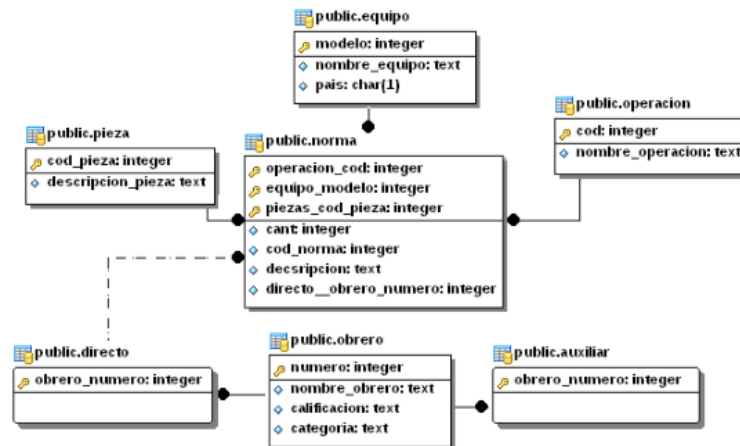 public.equipo
modelo: integer
nombre_equipo: text
pais: char(1)
public.pieza
cod_pieza: integer
descripcion_pieza: text
public.norma
operacion_cod: integer
equipo_modelo: integer
piezas_cod_pieza: integer
cant: integer
cod_norma: integer
decsripcion: text
directo__obrero_numero: integer
public.operacion
cod: integer
nombre_operacion: text
public.directo
obrero_numero: integer
public.obrero
numero: integer
nombre_obrero: text
calificacion: text
categoria: text
public.auxiliar
obrero_numero: integer